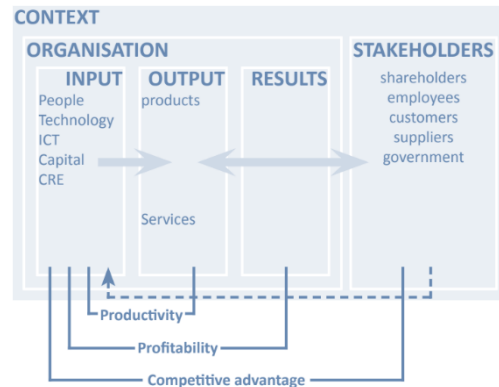 CONTEXT
ORGANISATION
STAKEHOLDERS
INPUT
OUTPUT
RESULTS
People
Technology
ICT
Capital
CRE
products
Services
shareholders
employees
customers
suppliers
government
Productivity
Profitability
Competitive advantage